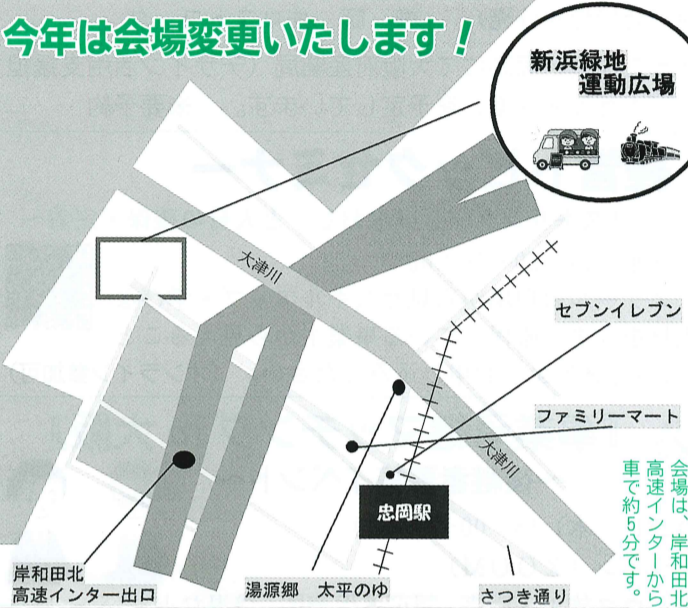 今年は会場変更いたします！
新浜緑地
運動広場
大津川
セブンイレブン
ファミリーマート
大津川
忠岡駅
会場は、岸和田北
高速インターから
車で約5分です。
岸和田北
高速インター出口
湯源郷　太平のゆ
さつき通り